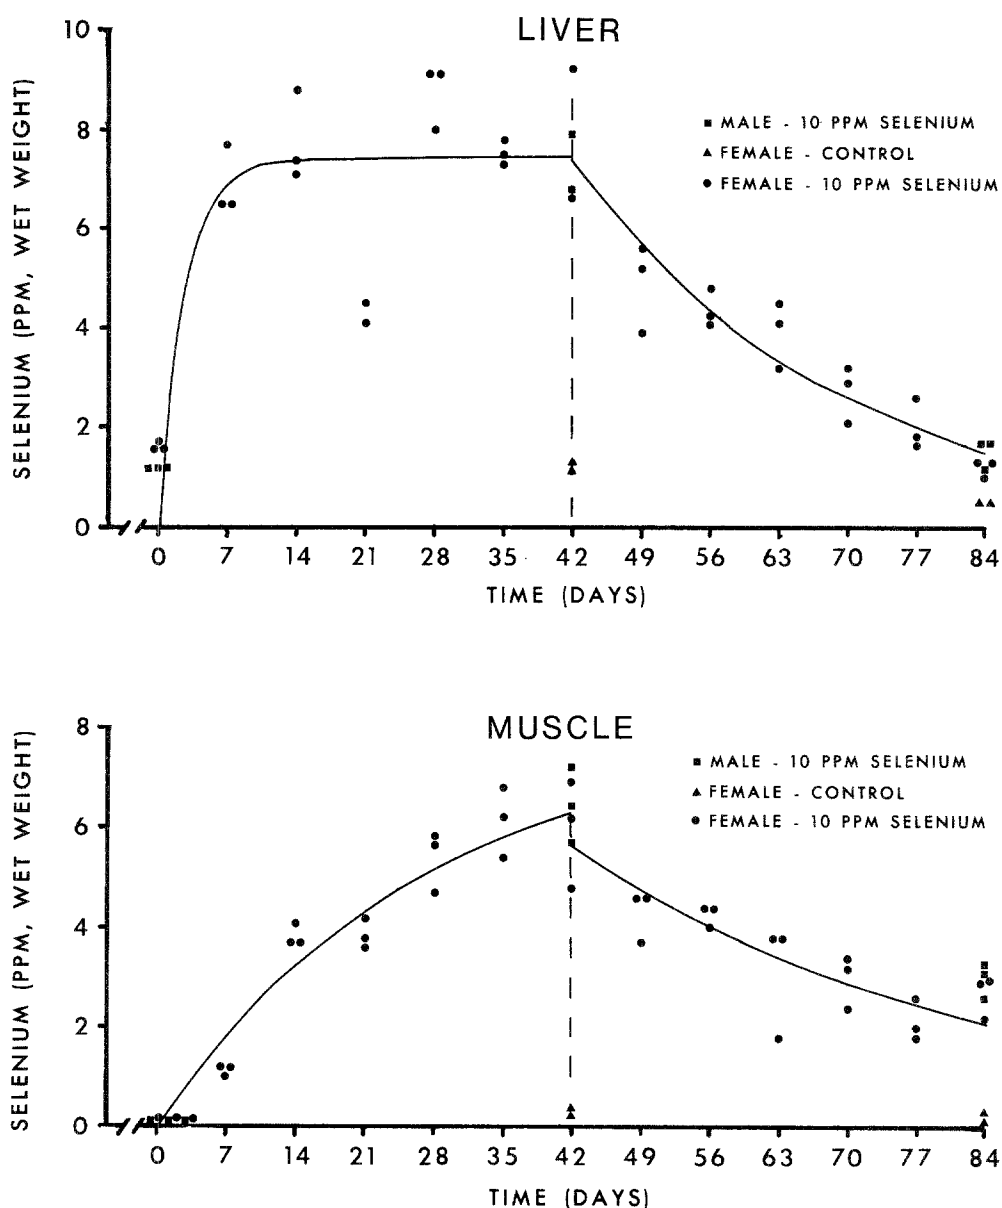 LIVER
SELENIUM (PPM, WET WEIGHT)
10
8
6
4
2
0
MALE - 10 PPM SELENIUM
FEMALE - CONTROL
FEMALE - 10 PPM SELENIUM
0 7 14 21 28 35 42 49 56 63 70 77 84
TIME (DAYS)
MUSCLE
SELENIUM (PPM, WET WEIGHT)
8
6
4
2
0
MALE - 10 PPM SELENIUM
FEMALE - CONTROL
FEMALE - 10 PPM SELENIUM
0 7 14 21 28 35 42 49 56 63 70 77 84
TIME (DAYS)